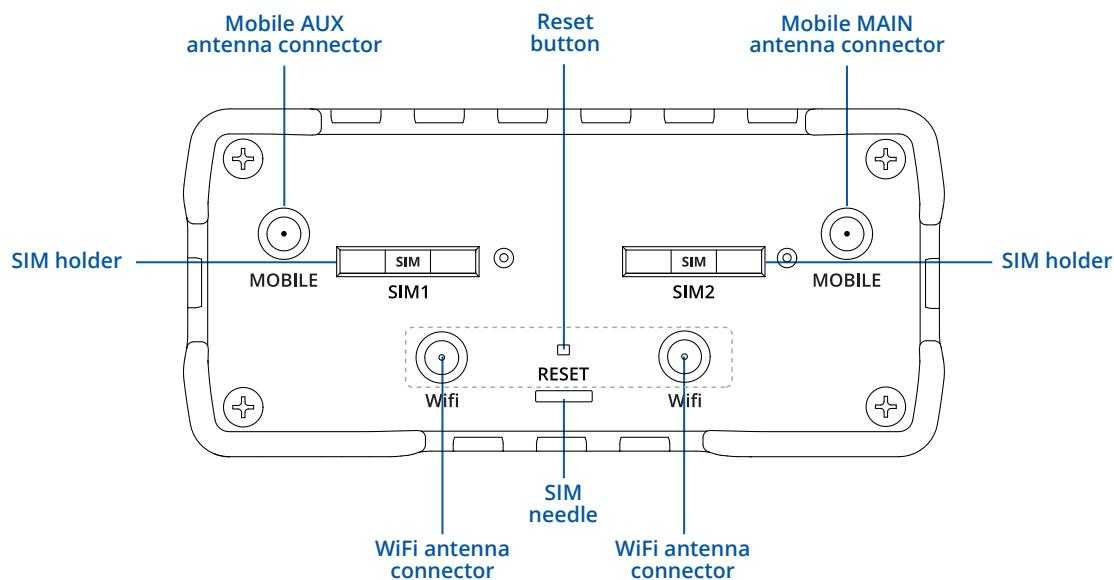 Mobile AUX
antenna connector
Reset
button
Mobile MAIN
antenna connector
SIM holder
SIM
SIM
SIM holder
MOBILE
SIM1
SIM2
MOBILE
RESET
Wifi
Wifi
SIM
needle
WiFi antenna
connector
WiFi antenna
connector